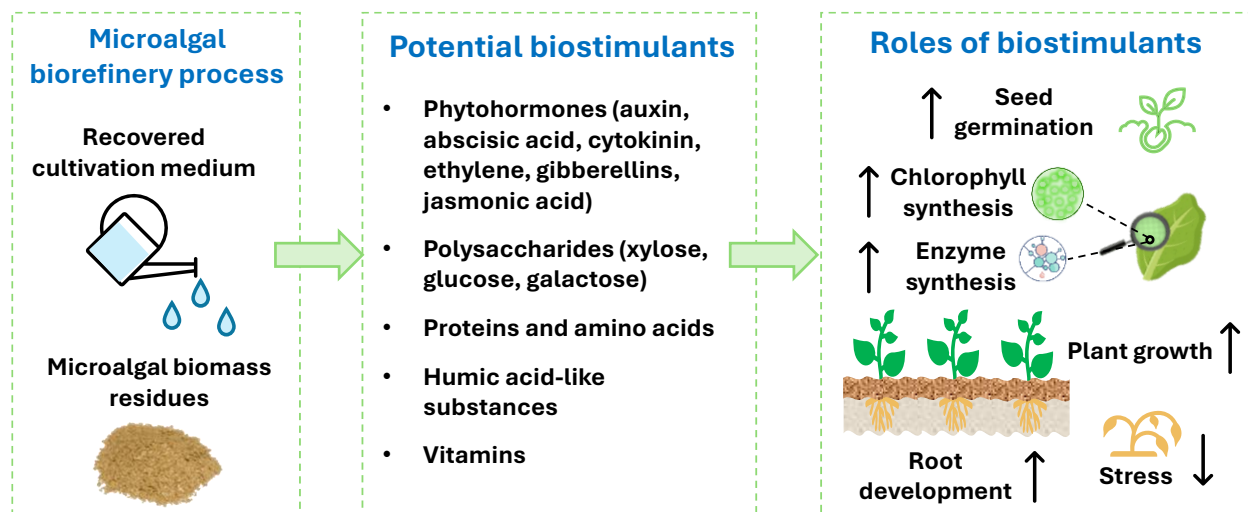 Microalgal
biorefinery process
Recovered
cultivation medium
Microalgal biomass
residues
Potential biostimulants
• Phytohormones (auxin,
abscisic acid, cytokinin,
ethylene, gibberellins,
jasmonic acid)
• Polysaccharides (xylose,
glucose, galactose)
• Proteins and amino acids
• Humic acid-like
substances
• Vitamins
Roles of biostimulants
Seed
germination
Chlorophyll
synthesis
Enzyme
synthesis
Plant growth
Root
development
Stress